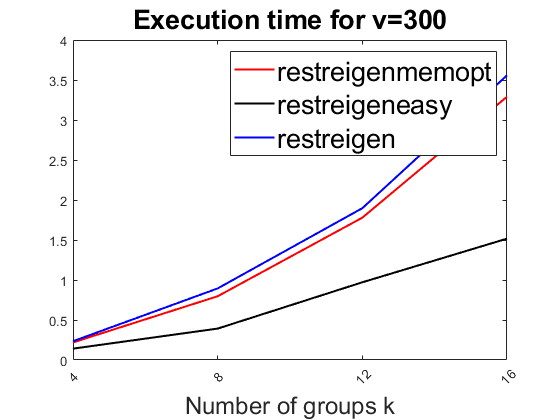 Execution time for v=300
4
3.5
3
2.5
2
1.5
1
0.5
0
restreigenmemopt
restreigeneasy
restreigen
4
8
12
16
Number of groups k